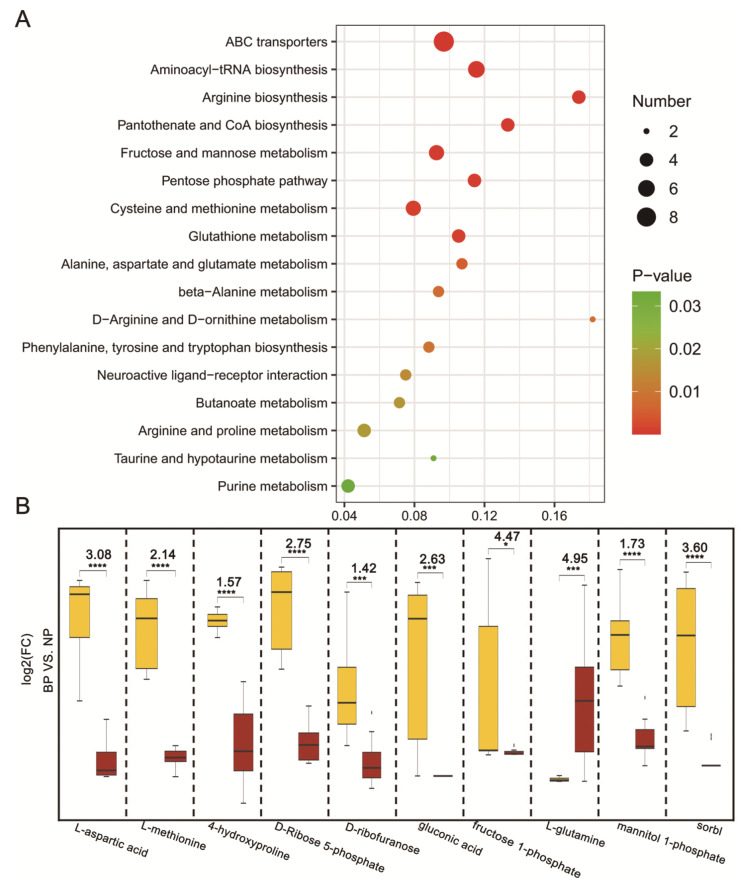 A
ABC transporters
Aminoacyl−tRNA biosynthesis
Arginine biosynthesis
Pantothenate and CoA biosynthesis
Fructose and mannose metabolism
Pentose phosphate pathway
Cysteine and methionine metabolism
Glutathione metabolism
Alanine, aspartate and glutamate metabolism
beta−Alanine metabolism
D−Arginine and D−ornithine metabolism
Phenylalanine, tyrosine and tryptophan biosynthesis
Neuroactive ligand−receptor interaction
Butanoate metabolism
Arginine and proline metabolism
Taurine and hypotaurine metabolism
Purine metabolism
0.04 0.08 0.12 0.16
Number
2
4
6
8
P−value
0.03
0.02
0.01
B
log2(FC)
BP VS. NP
3.08
****
2.14
****
1.57
****
2.75
****
1.42
***
2.63
***
4.47
*
4.95
***
1.73
****
3.60
****
L-aspartic acid
L-methionine
4-hydroxyproline
D-Ribose 5-phosphate
D-ribofuranose
gluconic acid
fructose 1-phosphate
L-glutamine
mannitol 1-phosphate
sorbl